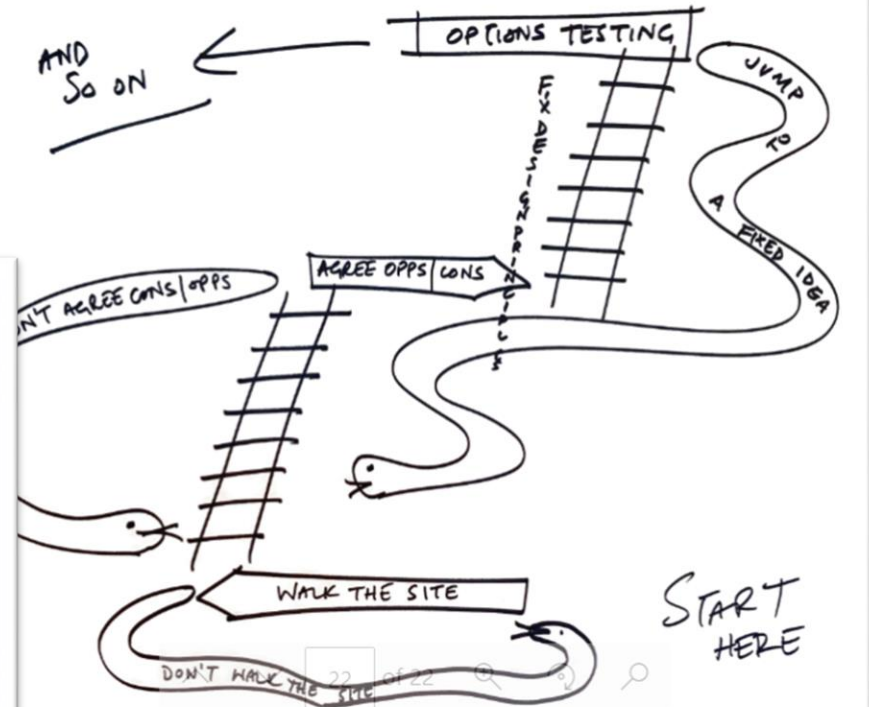 OPTIONS TESTING
AND
SO ON
JUMP TO A FIXED IDEA
FIX DESIGN PRINCIPLES
AGREE OPPS/CONS
N'T AGREE CONS/OPPS
WALK THE SITE
START
HERE
DON'T WALK THE SITE
22 of 22